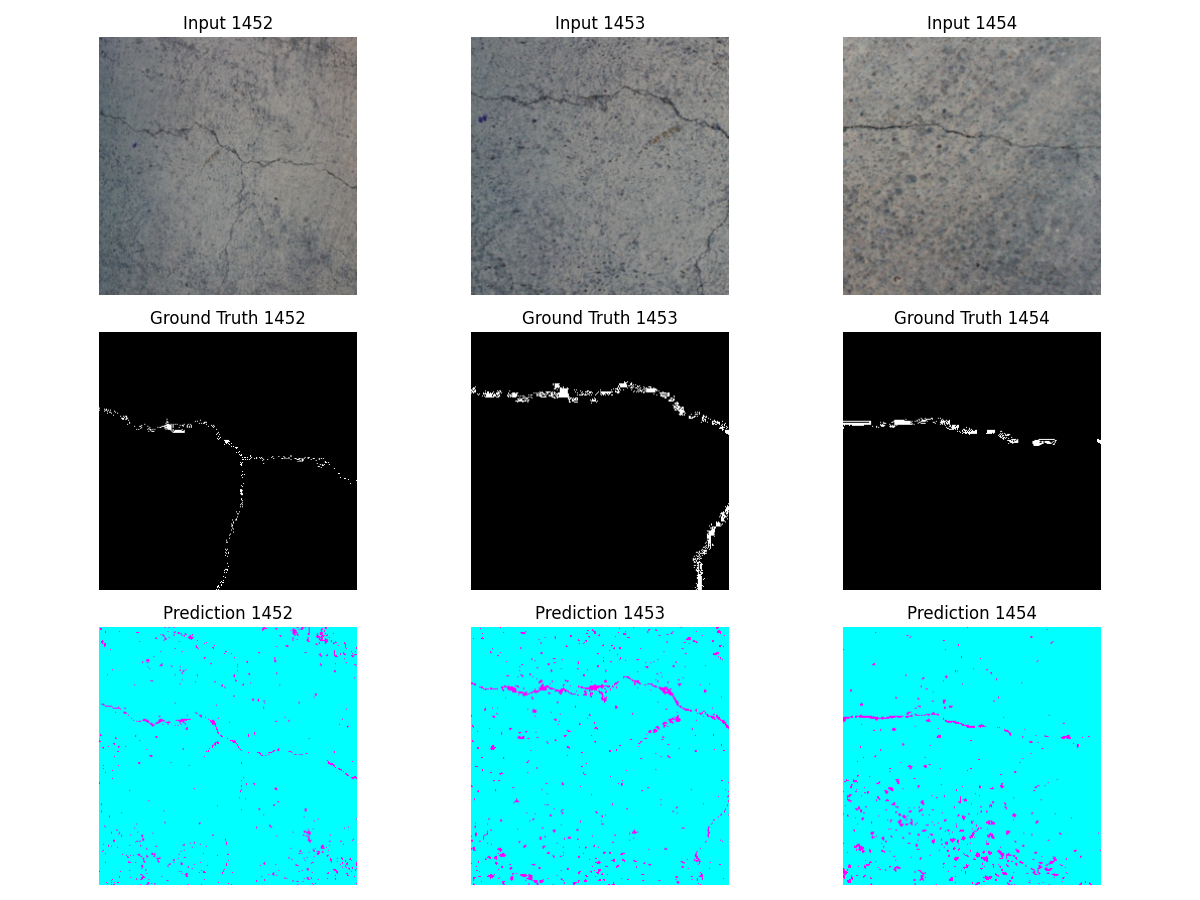 Input 1452
Input 1453
Input 1454
Ground Truth 1452
Ground Truth 1453
Ground Truth 1454
Prediction 1452
Prediction 1453
Prediction 1454